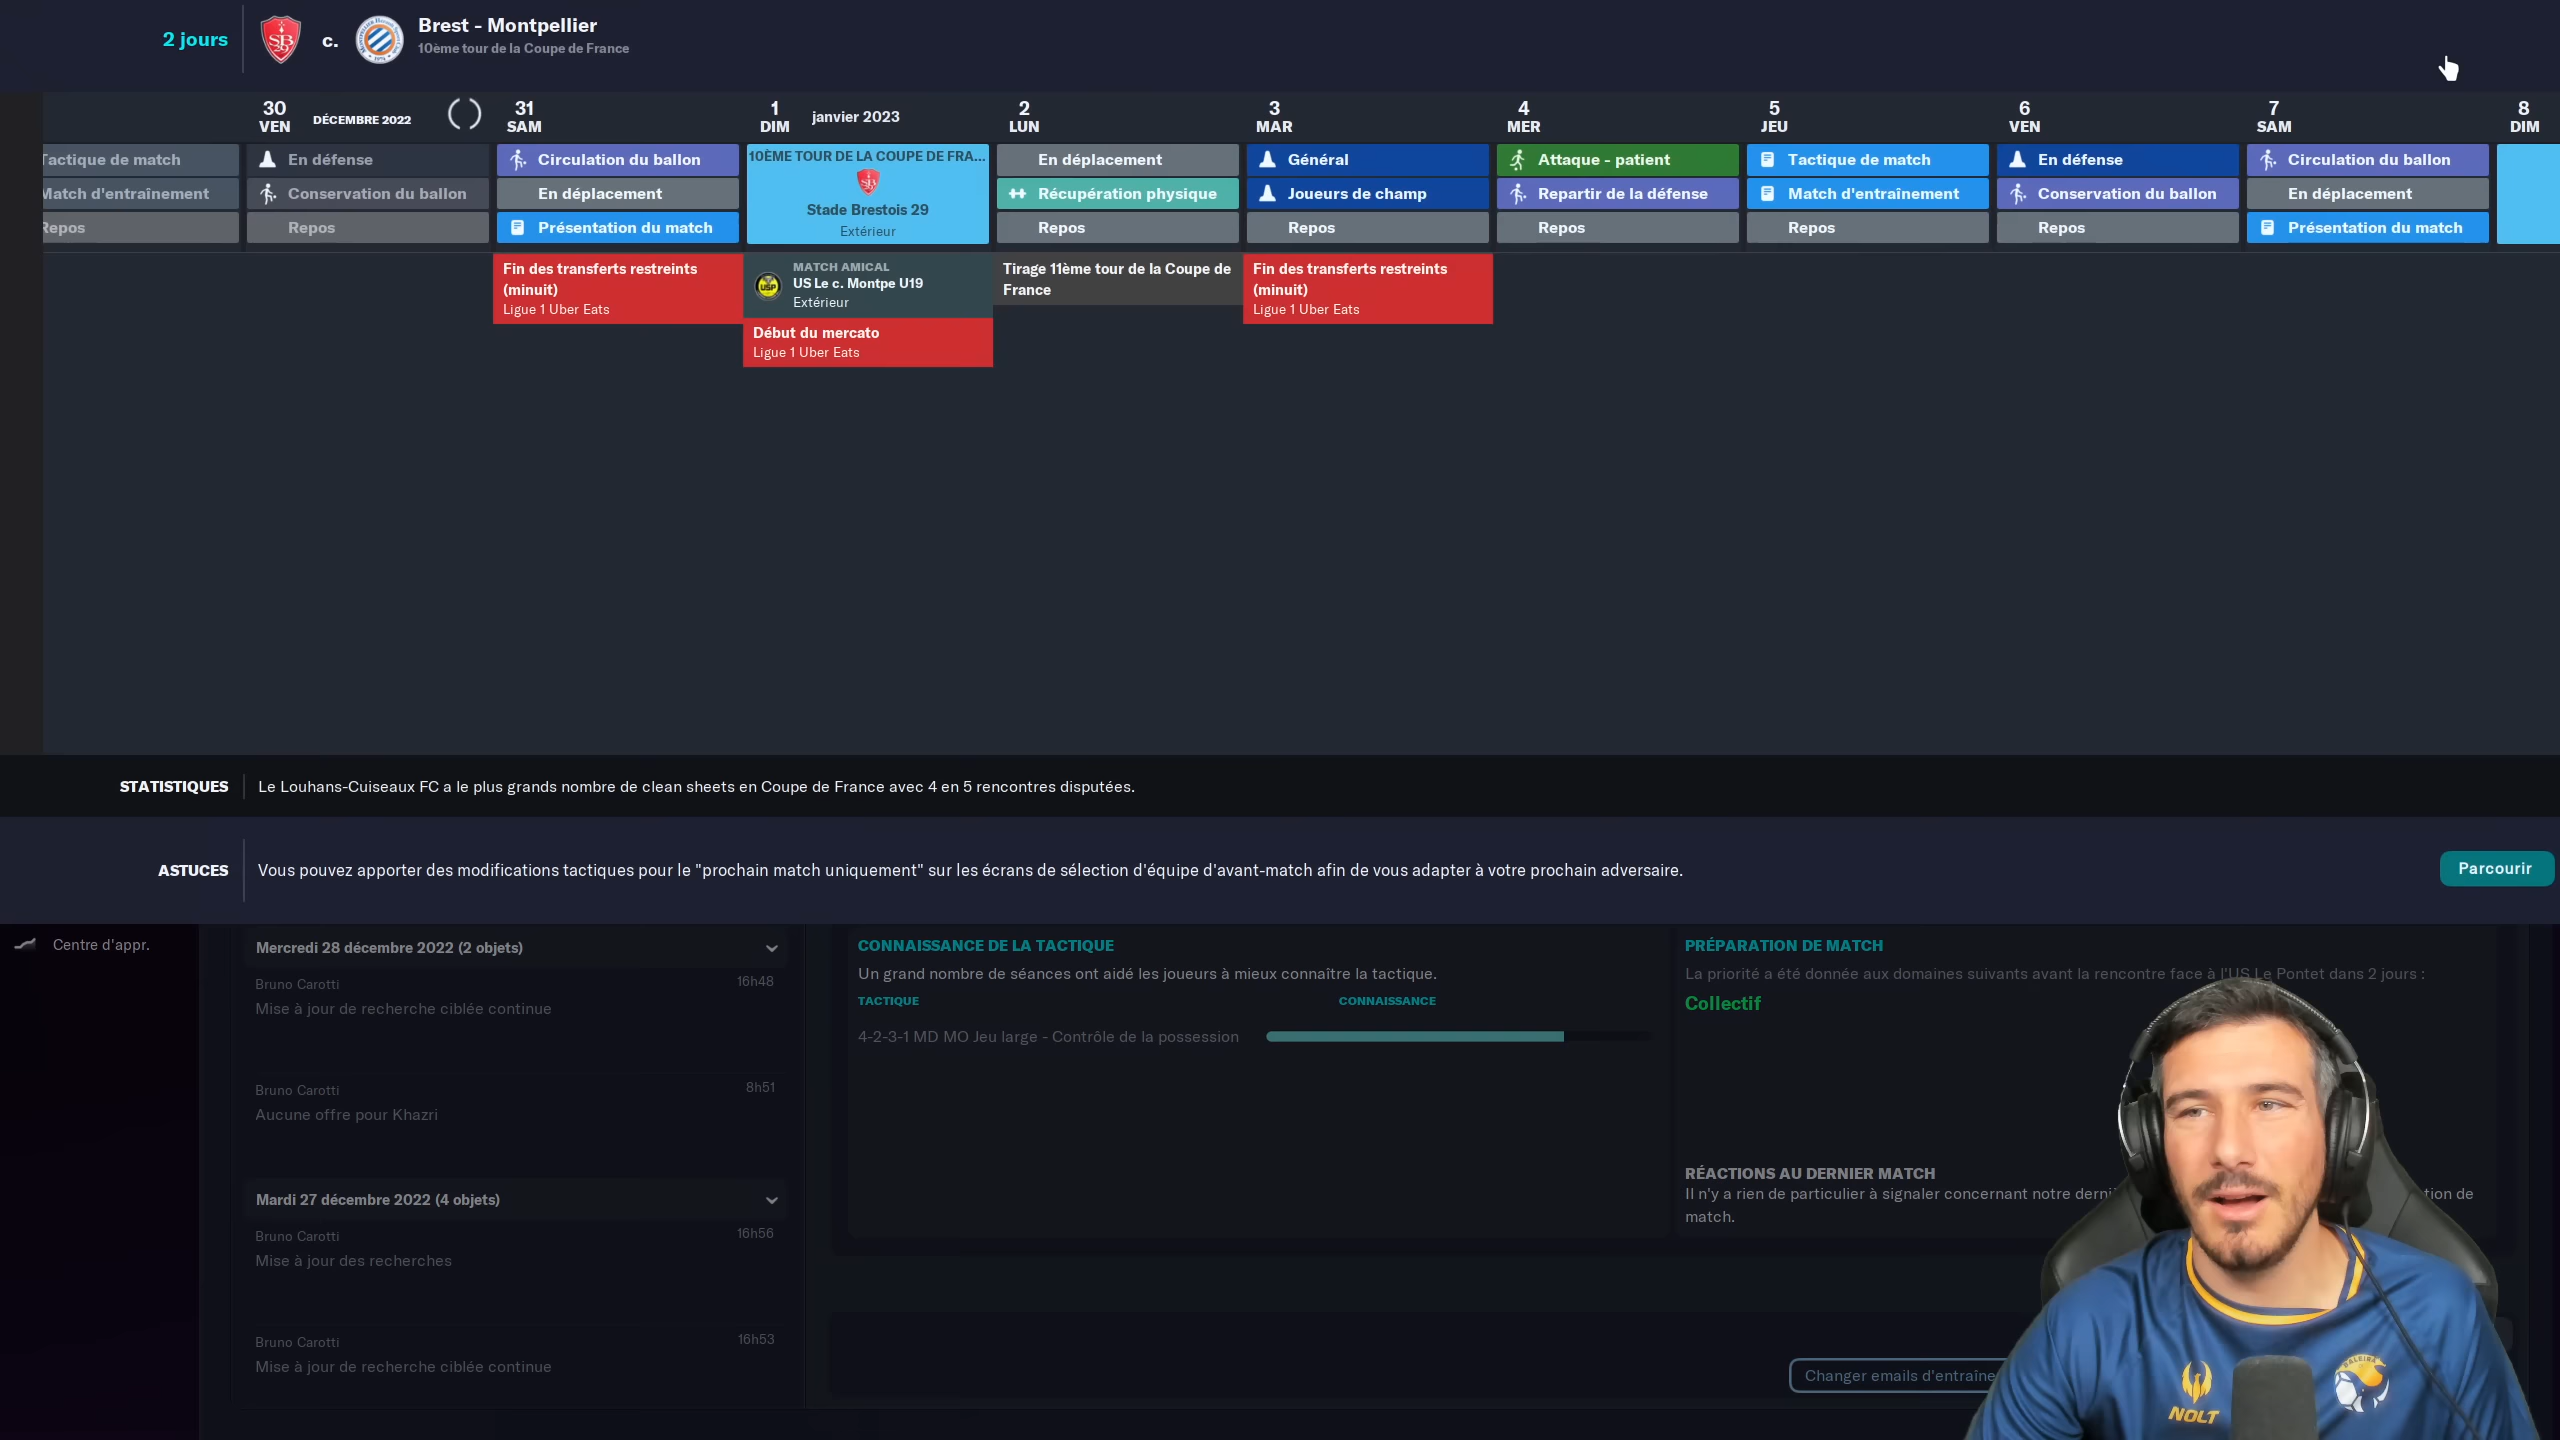 2 jours
c.
Brest - Montpellier
10ème tour de la Coupe de France
30 VEN DÉCEMBRE 2022
31 SAM
1 DIM janvier 2023
2 LUN
3 MAR
4 MER
5 JEU
6 VEN
7 SAM
8 DIM
Tactique de match
Match d'entraînement
Repos
En défense
Conservation du ballon
Repos
Circulation du ballon
En déplacement
Présentation du match
10ÈME TOUR DE LA COUPE DE FRA...
Stade Brestois 29
Extérieur
En déplacement
Récupération physique
Repos
Général
Joueurs de champ
Repos
Attaque - patient
Repartir de la défense
Repos
Tactique de match
Match d'entraînement
Repos
En défense
Conservation du ballon
Repos
Circulation du ballon
En déplacement
Présentation du match
Fin des transferts restreints
(minuit)
Ligue 1 Uber Eats
USP
MATCH AMICAL
US Le c. Montpe U19
Extérieur
Début du mercato
Ligue 1 Uber Eats
Tirage 11ème tour de la Coupe de
France
Fin des transferts restreints
(minuit)
Ligue 1 Uber Eats
STATISTIQUES
Le Louhans-Cuiseaux FC a le plus grands nombre de clean sheets en Coupe de France avec 4 en 5 rencontres disputées.
ASTUCES
Vous pouvez apporter des modifications tactiques pour le "prochain match uniquement" sur les écrans de sélection d'équipe d'avant-match afin de vous adapter à votre prochain adversaire.
Parcourir
Centre d'appr.
Mercredi 28 décembre 2022 (2 objets)
Bruno Carotti
16h48
Mise à jour de recherche ciblée continue
Bruno Carotti
8h51
Aucune offre pour Khazri
Mardi 27 décembre 2022 (4 objets)
Bruno Carotti
16h56
Mise à jour des recherches
Bruno Carotti
16h53
Mise à jour de recherche ciblée continue
CONNAISSANCE DE LA TACTIQUE
Un grand nombre de séances ont aidé les joueurs à mieux connaître la tactique.
TACTIQUE
CONNAISSANCE
4-2-3-1 MD MO Jeu large - Contrôle de la possession
PRÉPARATION DE MATCH
La priorité a été donnée aux domaines suivants avant la rencontre face à l'US Le Pontet dans 2 jours :
Collectif
RÉACTIONS AU DERNIER MATCH
Il n'y a rien de particulier à signaler concernant notre
tion de
match.
Changer emails d'entraîne
NOLT